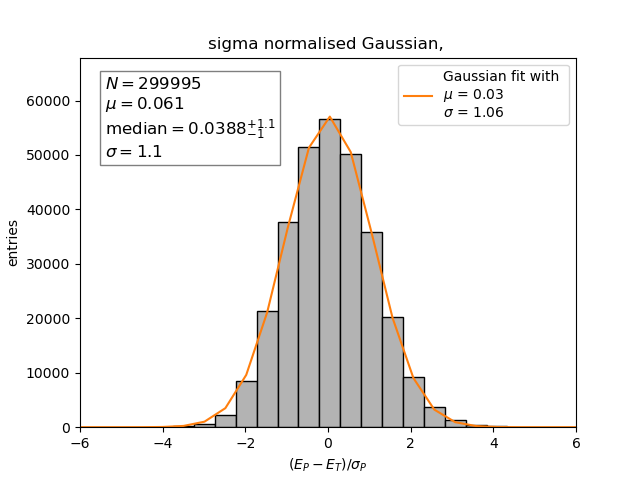 sigma normalised Gaussian,
N = 299995
μ = 0.061
median = 0.0388^{+1.1}_{-1}
σ = 1.1
Gaussian fit with
μ = 0.03
σ = 1.06
entries
60000
50000
40000
30000
20000
10000
0
−6 −4 −2 0 2 4 6
(E_P − E_T)/σ_P